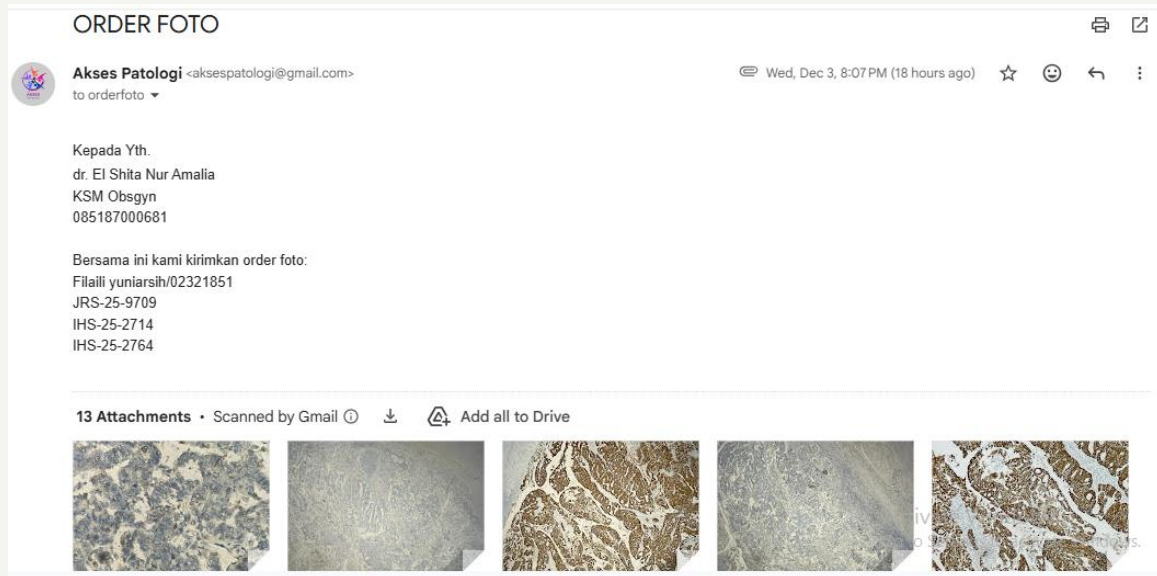 ORDER FOTO
Akses Patologi <aksespatologi@gmail.com>
Wed, Dec 3, 8:07 PM (18 hours ago)
to orderfoto
Kepada Yth.
dr. El Shita Nur Amalia
KSM Obsgyn
085187000681
Bersama ini kami kirimkan order foto:
Filaili yuniarsih/02321851
JRS-25-9709
IHS-25-2714
IHS-25-2764
13 Attachments • Scanned by Gmail
Add all to Drive